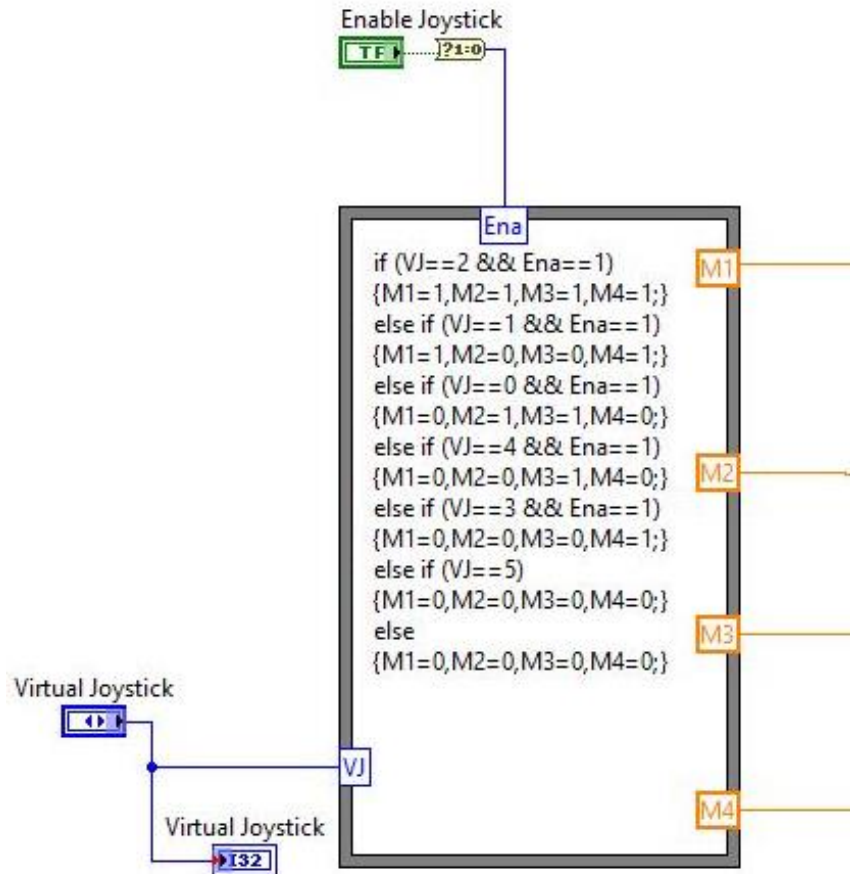 Enable Joystick
TF ?1:0
Ena
if (VJ==2 && Ena==1)
{M1=1,M2=1,M3=1,M4=1;}
else if (VJ==1 && Ena==1)
{M1=1,M2=0,M3=0,M4=1;}
else if (VJ==0 && Ena==1)
{M1=0,M2=1,M3=1,M4=0;}
else if (VJ==4 && Ena==1)
{M1=0,M2=0,M3=1,M4=0;}
else if (VJ==3 && Ena==1)
{M1=0,M2=0,M3=0,M4=1;}
else if (VJ==5)
{M1=0,M2=0,M3=0,M4=0;}
else
{M1=0,M2=0,M3=0,M4=0;}
M1
M2
M3
M4
Virtual Joystick
VJ
Virtual Joystick
I32